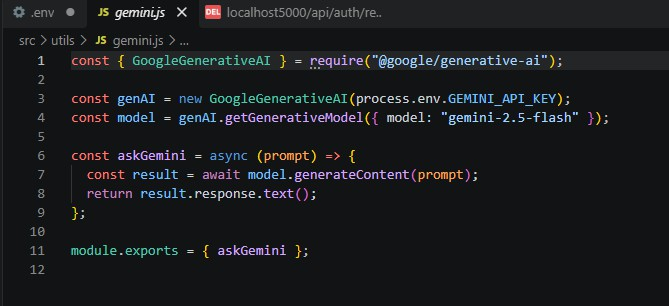 .env ● JS gemini.js × DEL localhost5000/api/auth/re..
src > utils > JS gemini.js > ...
1 const { GoogleGenerativeAI } = require("@google/generative-ai");
2
3 const genAI = new GoogleGenerativeAI(process.env.GEMINI_API_KEY);
4 const model = genAI.getGenerativeModel({ model: "gemini-2.5-flash" });
5
6 const askGemini = async (prompt) => {
7 const result = await model.generateContent(prompt);
8 return result.response.text();
9 };
10
11 module.exports = { askGemini };
12